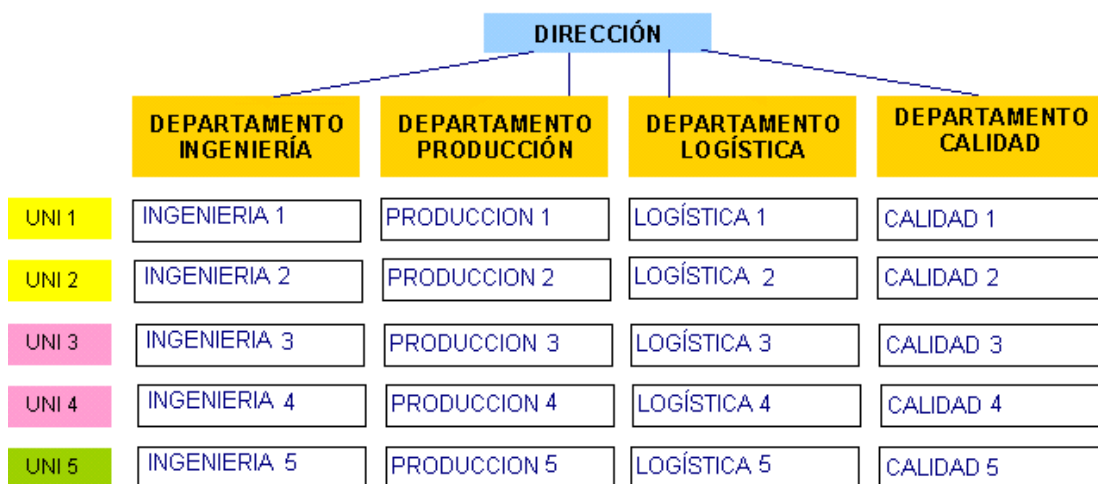 DIRECCIÓN
DEPARTAMENTO
INGENIERÍA
DEPARTAMENTO
PRODUCCIÓN
DEPARTAMENTO
LOGÍSTICA
DEPARTAMENTO
CALIDAD
UNI 1
INGENIERIA 1
PRODUCCION 1
LOGÍSTICA 1
CALIDAD 1
UNI 2
INGENIERIA 2
PRODUCCION 2
LOGÍSTICA 2
CALIDAD 2
UNI 3
INGENIERIA 3
PRODUCCION 3
LOGÍSTICA 3
CALIDAD 3
UNI 4
INGENIERIA 4
PRODUCCION 4
LOGÍSTICA 4
CALIDAD 4
UNI 5
INGENIERIA 5
PRODUCCION 5
LOGÍSTICA 5
CALIDAD 5